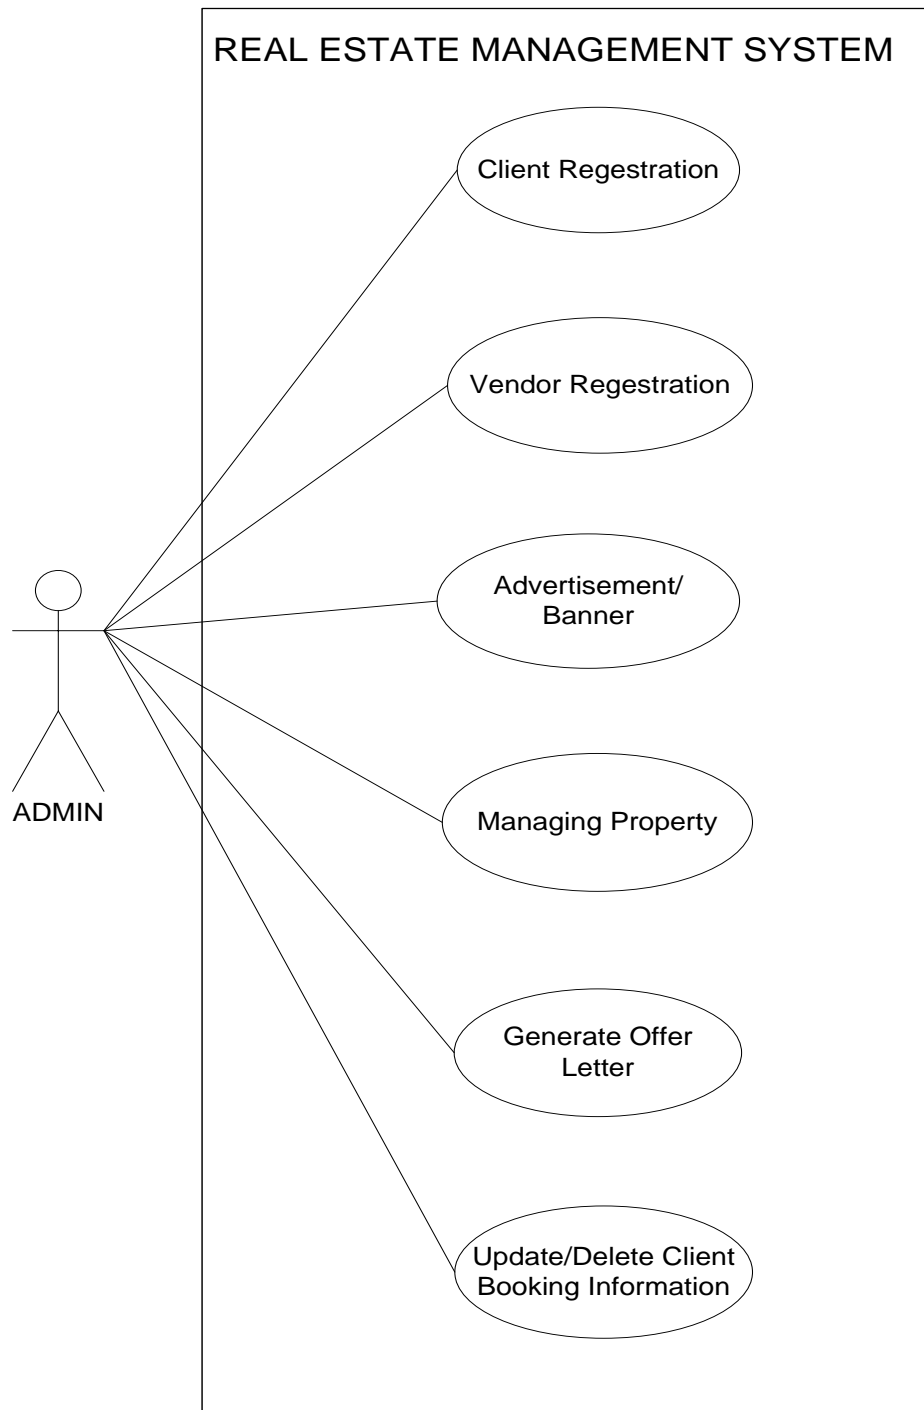 REAL ESTATE MANAGEMENT SYSTEM
Client Regestration
Vendor Regestration
Advertisement/
Banner
ADMIN
Managing Property
Generate Offer
Letter
Update/Delete Client
Booking Information